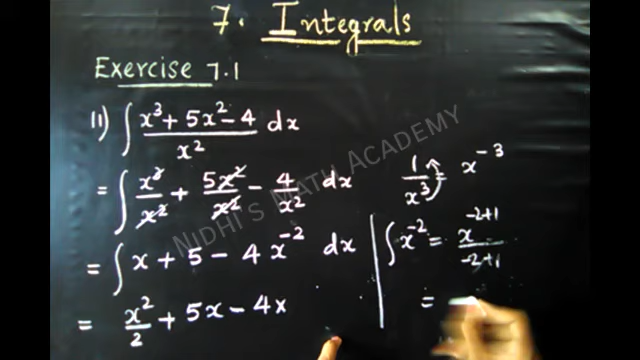 7. Integrals
Exercise 7.1
11) ∫ (x³ + 5x² - 4)/x² dx
= ∫ x³/x² + 5x²/x² - 4/x² dx
= ∫ x + 5 - 4x⁻² dx
= x²/2 + 5x - 4x
1/x³ = x⁻³
∫ x⁻² = x⁻²⁺¹/-2+1
=
NIDHI'S MATH ACADEMY